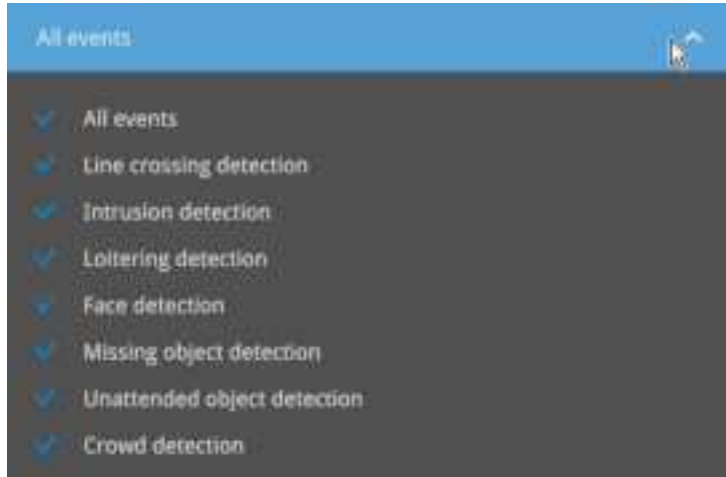 All events
All events
Line crossing detection
Intrusion detection
Loitering detection
Face detection
Missing object detection
Unattended object detection
Crowd detection